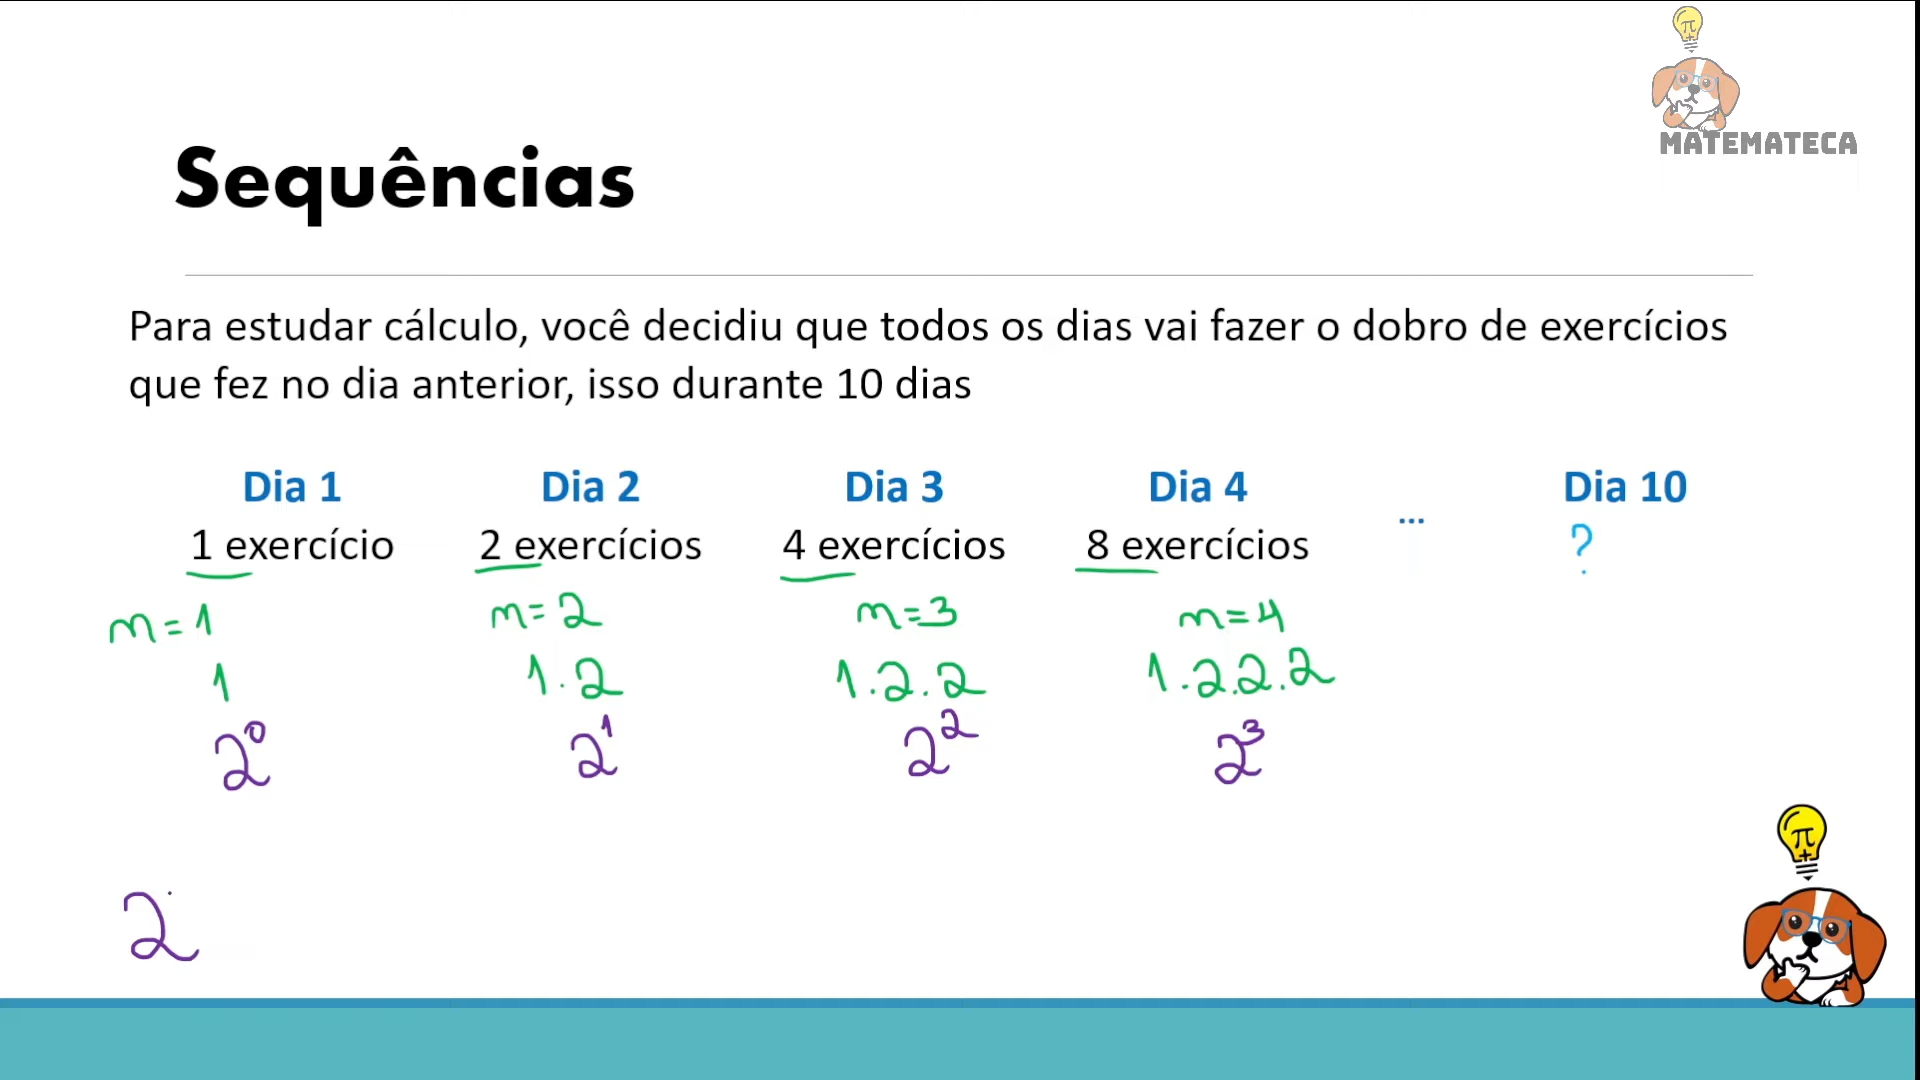 MATEMATECA
Sequências
Para estudar cálculo, você decidiu que todos os dias vai fazer o dobro de exercícios
que fez no dia anterior, isso durante 10 dias
Dia 1 Dia 2 Dia 3 Dia 4 ... Dia 10
1 exercício 2 exercícios 4 exercícios 8 exercícios ?
n=1 n=2 n=3 n=4
1 1.2 1.2.2 1.2.2.2
2⁰ 2¹ 2² 2³
2
π
+